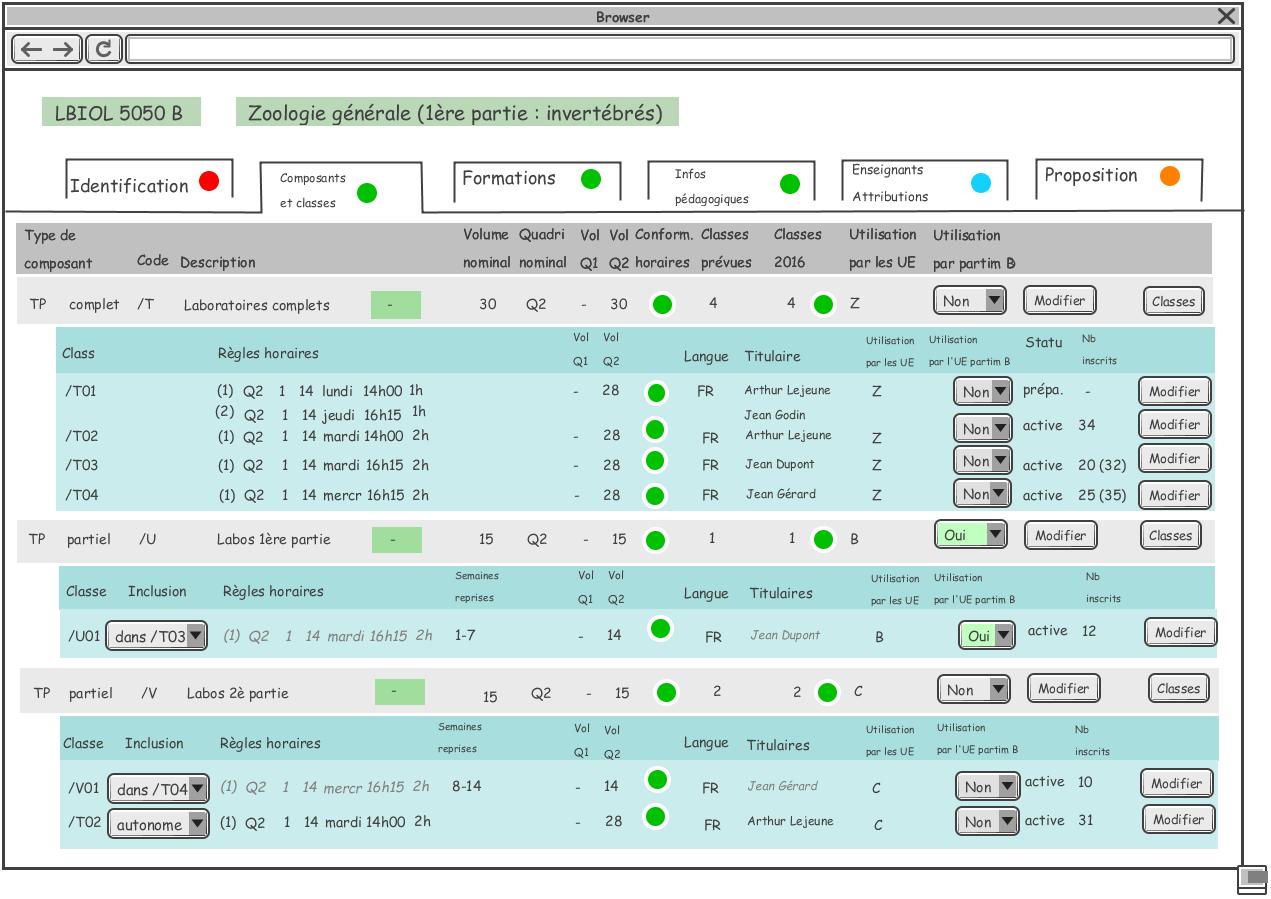 Browser
LBIOL 5050 B Zoologie générale (1ère partie : invertébrés)
Identification Composants et classes Formations Infos pédagogiques Enseignants Attributions Proposition
Type de composant Code Description Volume nominal Quadri nominal Vol Q1 Vol Q2 Conform. horaires Classes prévues Classes 2016 Utilisation par les UE Utilisation par partim B
TP complet /T Laboratoires complets - 30 Q2 - 30 4 4 Z Non Modifier Classes
Class Règles horaires Vol Q1 Vol Q2 Langue Titulaire Utilisation par les UE Utilisation par l'UE partim B Statu Nb inscrits
/T01 (1) Q2 1 14 lundi 14h00 1h - 28 FR Arthur Lejeune Z Non prépa. - Modifier
(2) Q2 1 14 jeudi 16h15 1h Jean Godin
/T02 (1) Q2 1 14 mardi 14h00 2h - 28 FR Arthur Lejeune Z Non active 34 Modifier
/T03 (1) Q2 1 14 mardi 16h15 2h - 28 FR Jean Dupont Z Non active 20 (32) Modifier
/T04 (1) Q2 1 14 mercr 16h15 2h - 28 FR Jean Gérard Z Non active 25 (35) Modifier
TP partiel /U Labos 1ère partie - 15 Q2 - 15 1 1 B Oui Modifier Classes
Classe Inclusion Règles horaires Semaines reprises Vol Q1 Vol Q2 Langue Titulaires Utilisation par les UE Utilisation par l'UE partim B Nb inscrits
/U01 dans /T03 (1) Q2 1 14 mardi 16h15 2h 1-7 - 14 FR Jean Dupont B Oui active 12 Modifier
TP partiel /V Labos 2è partie - 15 Q2 - 15 2 2 C Non Modifier Classes
Classe Inclusion Règles horaires Semaines reprises Vol Q1 Vol Q2 Langue Titulaires Utilisation par les UE Utilisation par l'UE partim B Nb inscrits
/V01 dans /T04 (1) Q2 1 14 mercr 16h15 2h 8-14 - 14 FR Jean Gérard C Non active 10 Modifier
/T02 autonome (1) Q2 1 14 mardi 14h00 2h - 28 FR Arthur Lejeune C Non active 31 Modifier